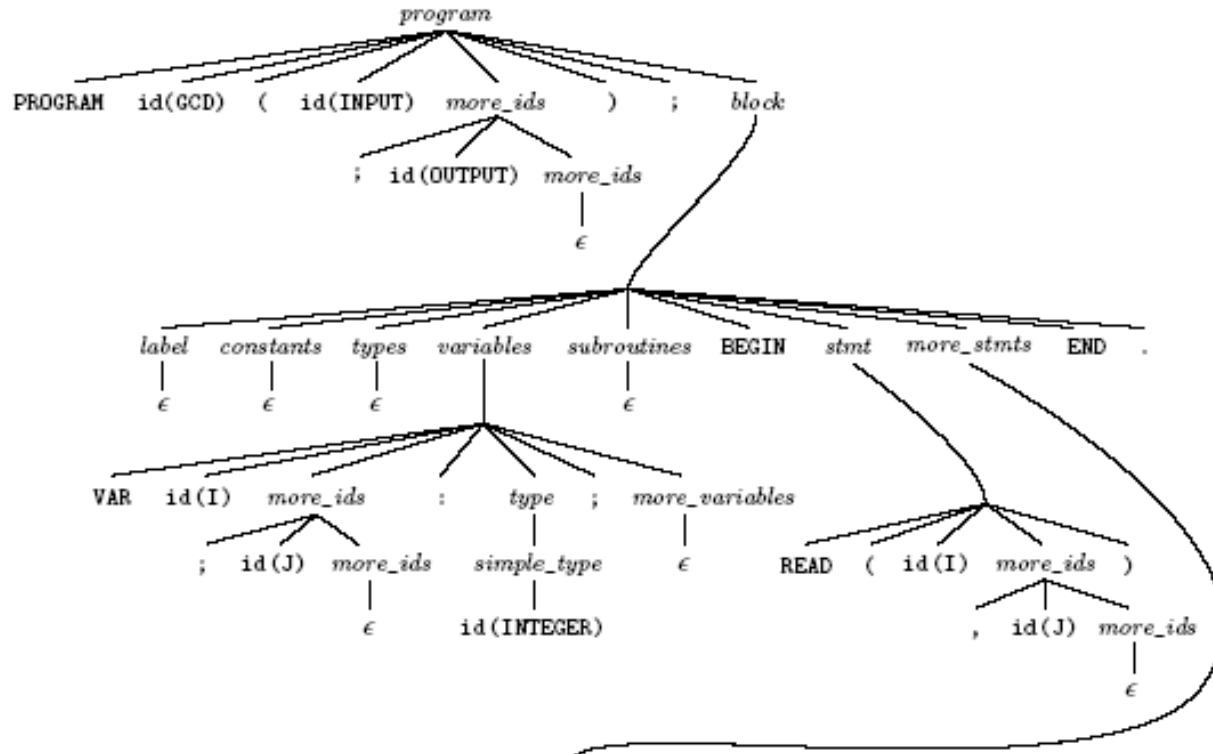 program
PROGRAM id(GCD) ( id(INPUT) more_ids ) ; block
; id(OUTPUT) more_ids
ϵ
label constants types variables subroutines BEGIN stmt more_stmts END .
ϵ ϵ ϵ ϵ
VAR id(I) more_ids : type ; more_variables
; id(J) more_ids simple_type ϵ READ ( id(I) more_ids )
ϵ id(INTEGER) , id(J) more_ids
ϵ